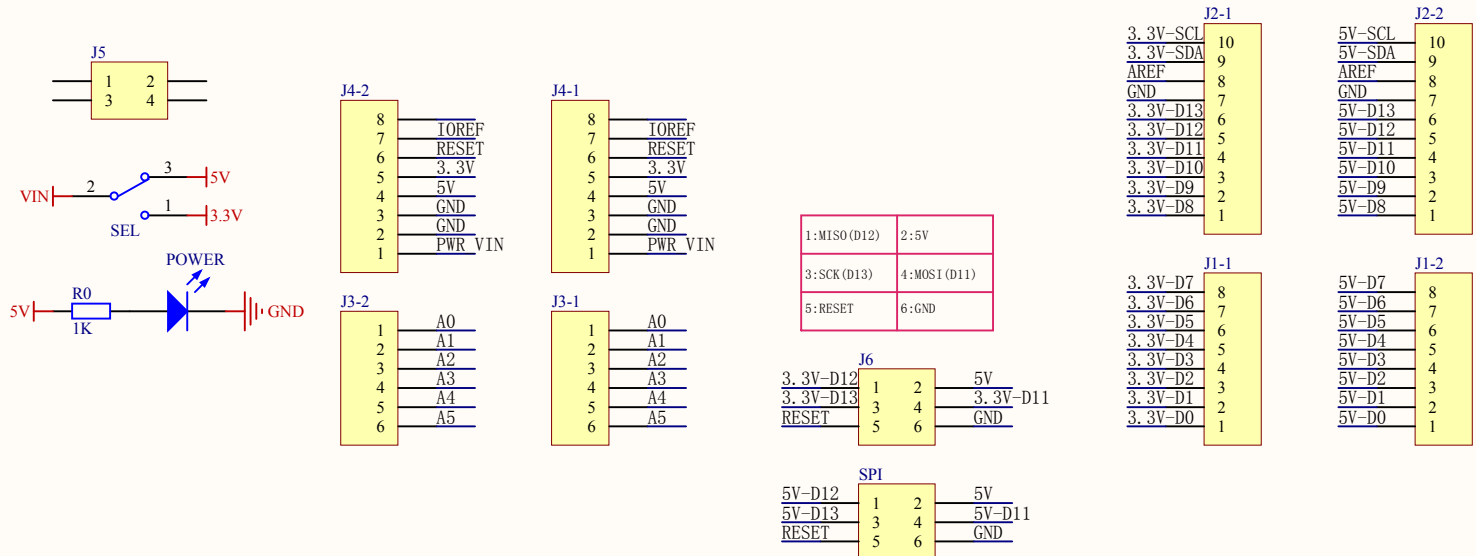 J5
1 2
3 4
VIN 2 3 5V
1 3.3V
SEL
POWER
5V R0 GND
1K
J4-2
8
7 IOREF
6 RESET
5 3.3V
4 5V
3 GND
2 GND
1 PWR VIN
J3-2
1 A0
2 A1
3 A2
4 A3
5 A4
6 A5
J4-1
8
7 IOREF
6 RESET
5 3.3V
4 5V
3 GND
2 GND
1 PWR VIN
J3-1
1 A0
2 A1
3 A2
4 A3
5 A4
6 A5
1:MISO(D12) 2:5V
3:SCK(D13) 4:MOSI(D11)
5:RESET 6:GND
J6
3.3V-D12 1 2 5V
3.3V-D13 3 4 3.3V-D11
RESET 5 6 GND
SPI
5V-D12 1 2 5V
5V-D13 3 4 5V-D11
RESET 5 6 GND
J2-1
3.3V-SCL 10
3.3V-SDA 9
AREF 8
GND 7
3.3V-D13 6
3.3V-D12 5
3.3V-D11 4
3.3V-D10 3
3.3V-D9 2
3.3V-D8 1
J1-1
3.3V-D7 8
3.3V-D6 7
3.3V-D5 6
3.3V-D4 5
3.3V-D3 4
3.3V-D2 3
3.3V-D1 2
3.3V-D0 1
J2-2
5V-SCL 10
5V-SDA 9
AREF 8
GND 7
5V-D13 6
5V-D12 5
5V-D11 4
5V-D10 3
5V-D9 2
5V-D8 1
J1-2
5V-D7 8
5V-D6 7
5V-D5 6
5V-D4 5
5V-D3 4
5V-D2 3
5V-D1 2
5V-D0 1